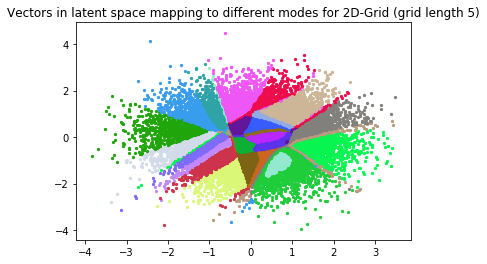 Vectors in latent space mapping to different modes for 2D-Grid (grid length 5)
4
2
0
−2
−4
−4 −3 −2 −1 0 1 2 3